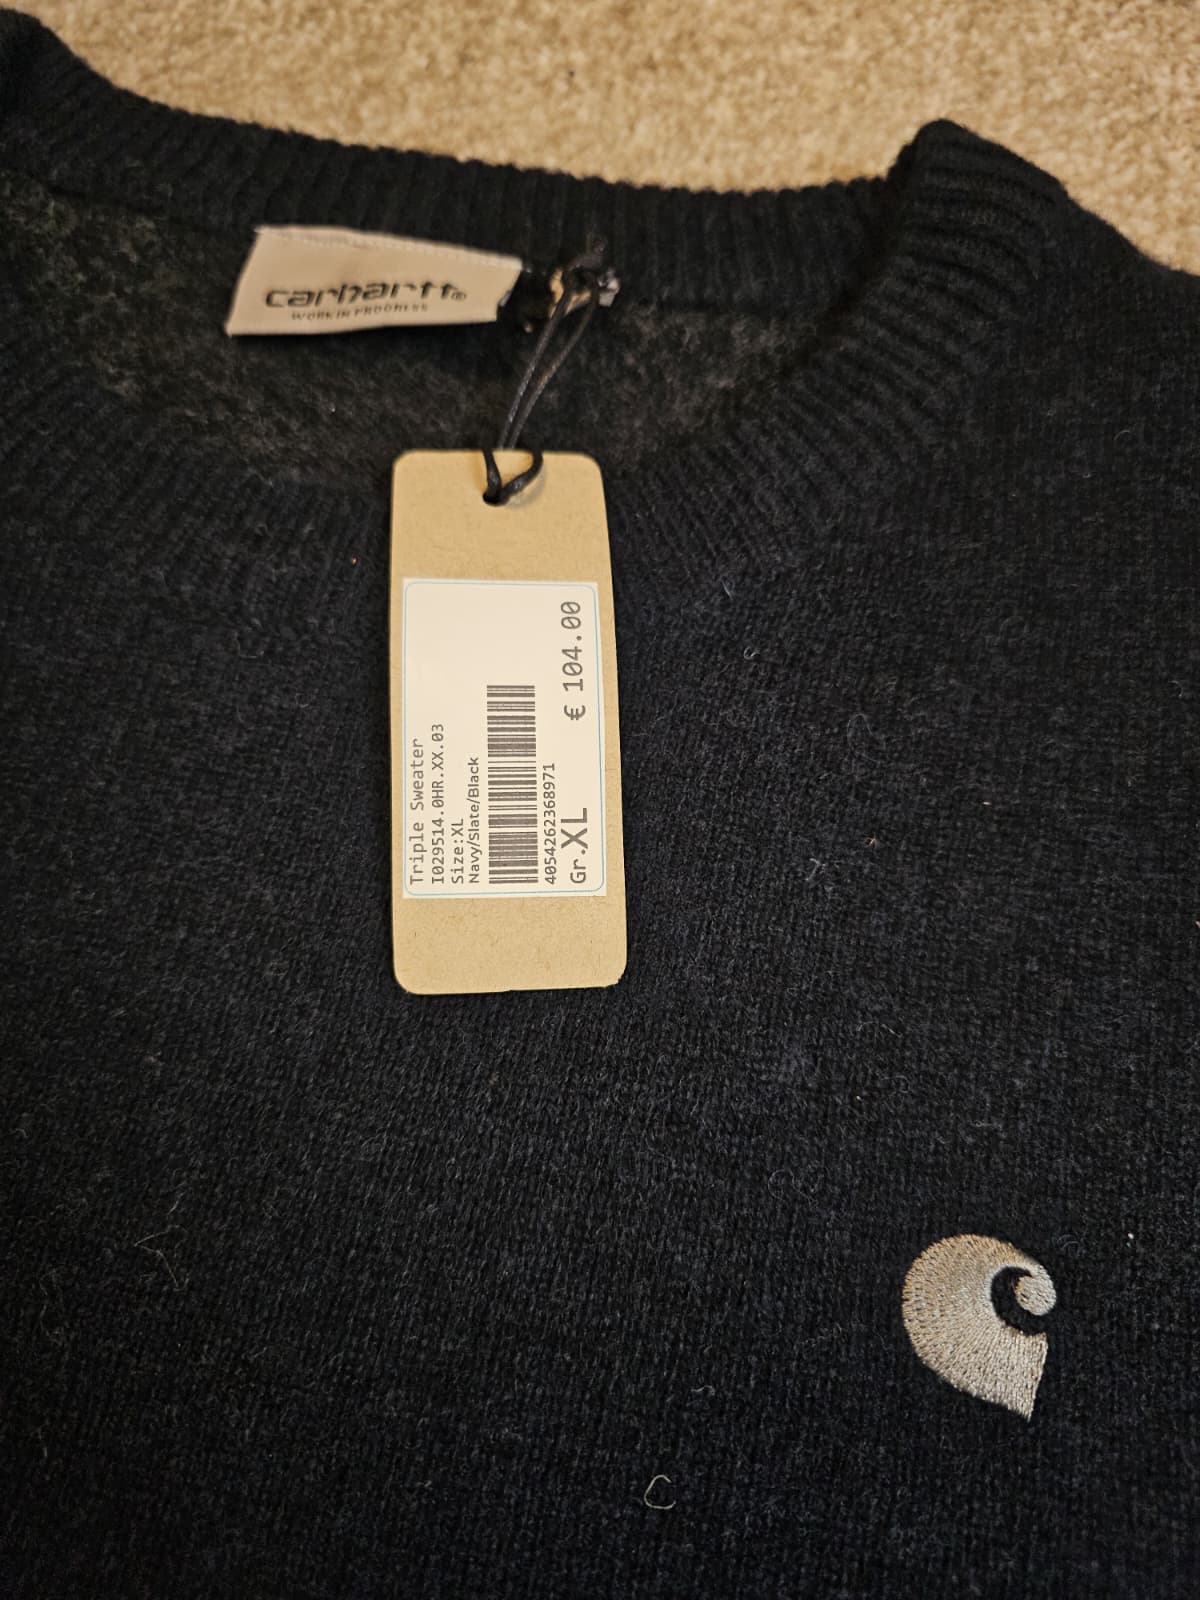 carhartt®
WORK IN PROGRESS
Triple Sweater
I029514.0HR.XX.03
Size:XL
Navy/Slate/Black
4054262368971
Gr.XL
€ 104.00